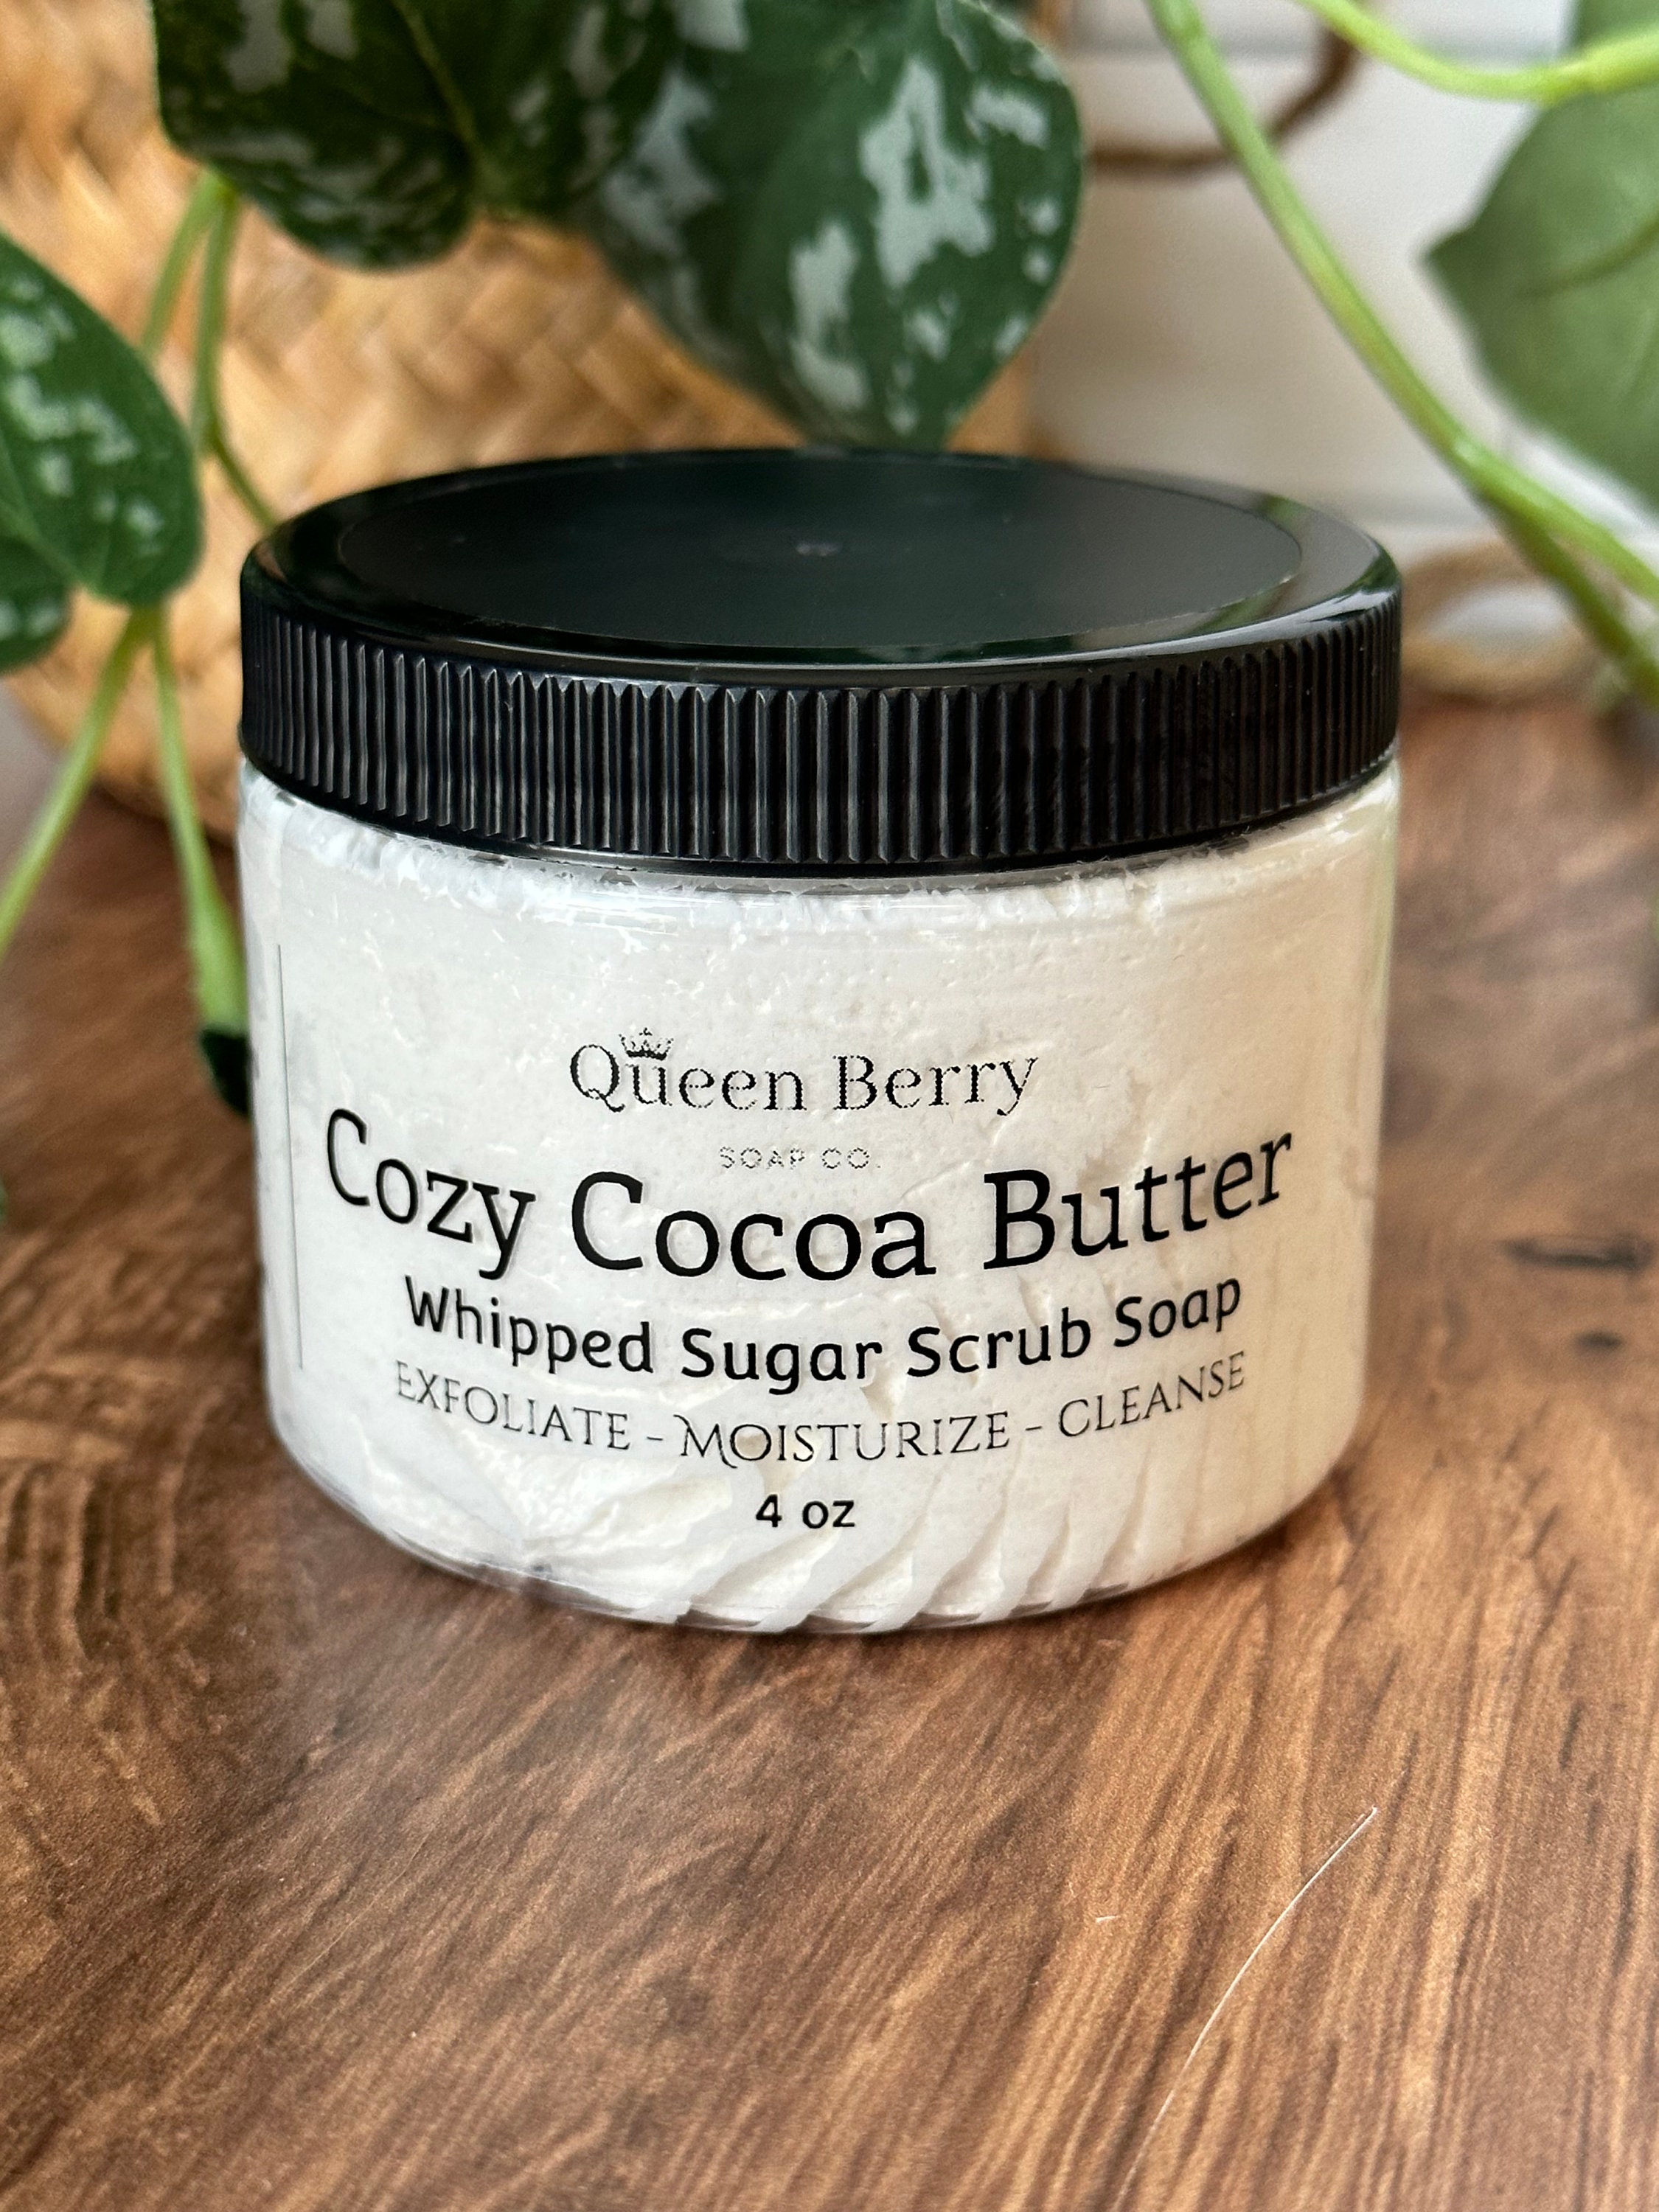 Queen Berry
SOAP CO.
Cozy Cocoa Butter
Whipped Sugar Scrub Soap
EXFOLIATE - MOISTURIZE - CLEANSE
4 oz